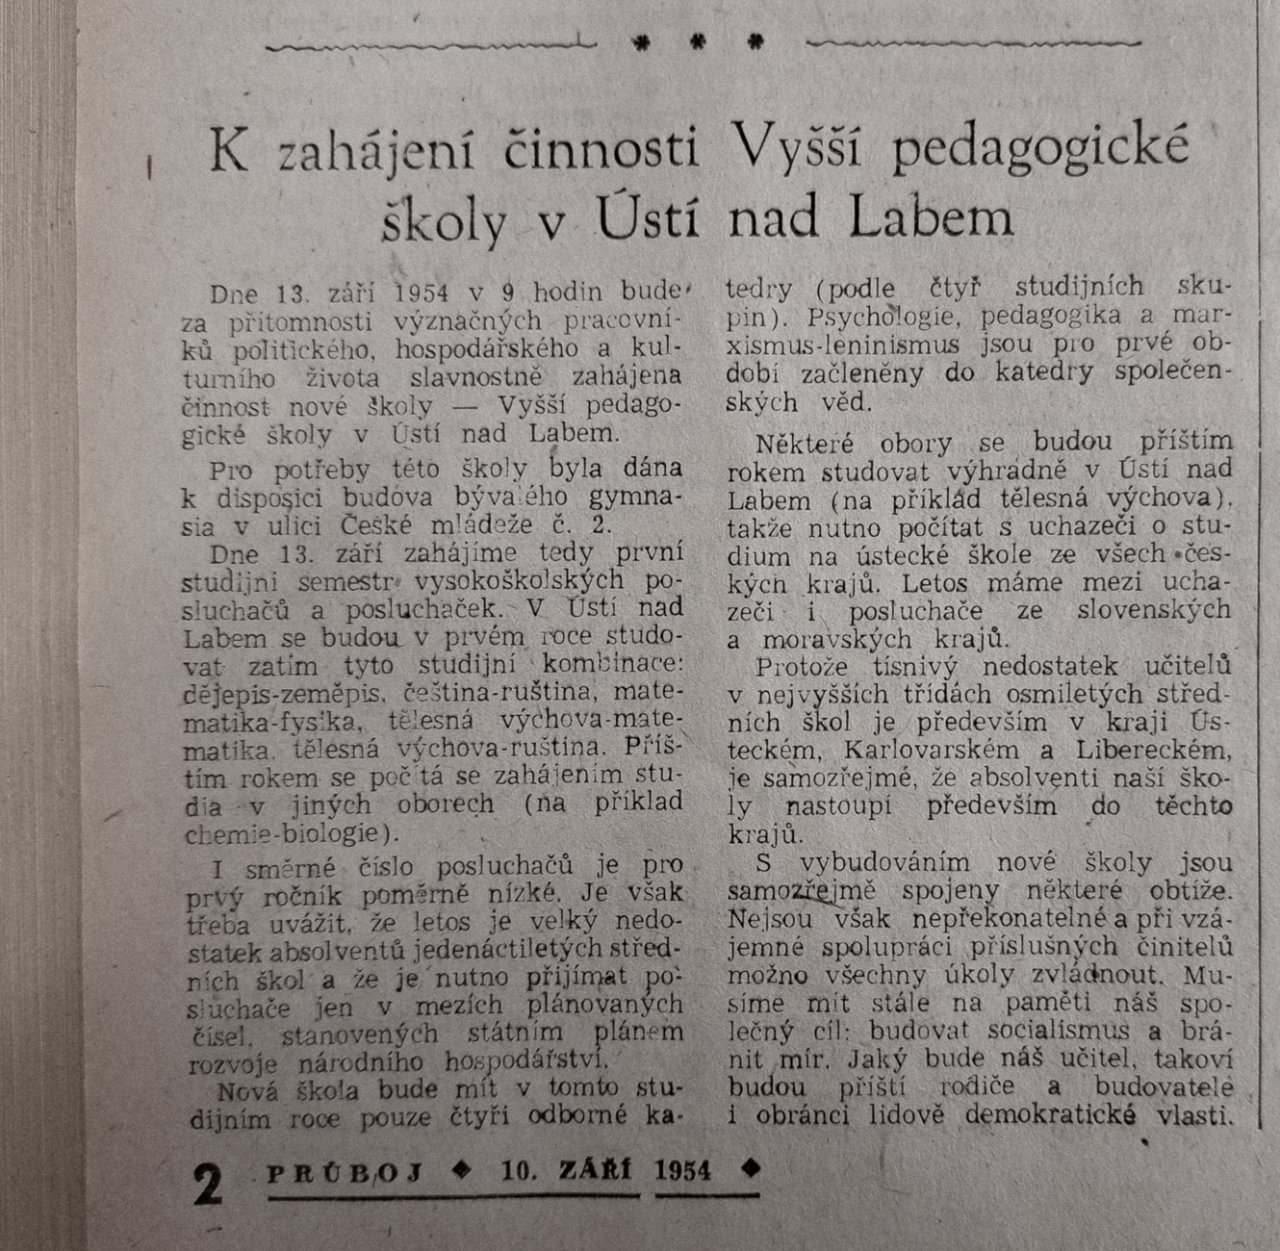 K zahájení činnosti Vyšší pedagogické
školy v Ústí nad Labem
Dne 13. září 1954 v 9 hodin bude
za přítomnosti význačných pracovní-
ků politického, hospodářského a kul-
turního života slavnostně zahájena
činnost nové školy — Vyšší pedago-
gické školy v Ústí nad Labem.
Pro potřeby této školy byla dána
k disposici budova bývalého gymna-
sia v ulici České mládeže č. 2.
Dne 13. září zahájíme tedy první
studijní semestr vysokoškolských po-
sluchačů a posluchaček. V Ústí nad
Labem se budou v prvém roce studo-
vat zatím tyto studijní kombinace:
dějepis-zeměpis, čeština-ruština, mate-
matika-fysika, tělesná výchova-mate-
matika, tělesná výchova-ruština. Příš-
tím rokem se počítá se zahájením stu-
dia v jiných oborech (na příklad
chemie-biologie).
I směrné číslo posluchačů je pro
prvý ročník poměrně nízké. Je však
třeba uvážit, že letos je velký nedo-
statek absolventů jedenáctiletých střed-
ních škol a že je nutno přijímat po-
sluchače jen v mezích plánovaných
čísel, stanovených státním plánem
rozvoje národního hospodářství.
Nová škola bude mít v tomto stu-
dijním roce pouze čtyři odborné ka-
tedry (podle čtyř studijních sku-
pin). Psychologie, pedagogika a mar-
xismus-leninismus jsou pro prvé ob-
dobí začleněny do katedry společen-
ských věd.
Některé obory se budou příštím
rokem studovat výhradně v Ústí nad
Labem (na příklad tělesná výchova),
takže nutno počítat s uchazeči o stu-
dium na ústecké škole ze všech čes-
kých krajů. Letos máme mezi ucha-
zeči i posluchače ze slovenských
a moravských krajů.
Protože tísnivý nedostatek učitelů
v nejvyšších třídách osmiletých střed-
ních škol je především v kraji Ús-
teckém, Karlovarském a Libereckém,
je samozřejmé, že absolventi naší ško-
ly nastoupí především do těchto
krajů.
S vybudováním nové školy jsou
samozřejmě spojeny některé obtíže.
Nejsou však nepřekonatelné a při vzá-
jemné spolupráci příslušných činitelů
možno všechny úkoly zvládnout. Mu-
síme mít stále na paměti náš spo-
lečný cíl: budovat socialismus a brá-
nit mír. Jaký bude náš učitel, takoví
budou příští rodiče a budovatelé
i obránci lidově demokratické vlasti.
2 PRŮBOJ ◆ 10. ZÁŘÍ 1954 ◆